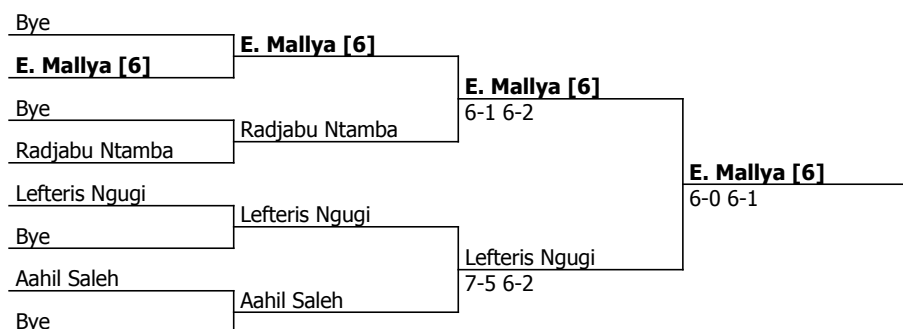 Bye
E. Mallya [6]
E. Mallya [6]
E. Mallya [6]
Bye
6-1 6-2
Radjabu Ntamba
Radjabu Ntamba
E. Mallya [6]
Lefteris Ngugi
6-0 6-1
Lefteris Ngugi
Bye
Lefteris Ngugi
Aahil Saleh
7-5 6-2
Aahil Saleh
Bye